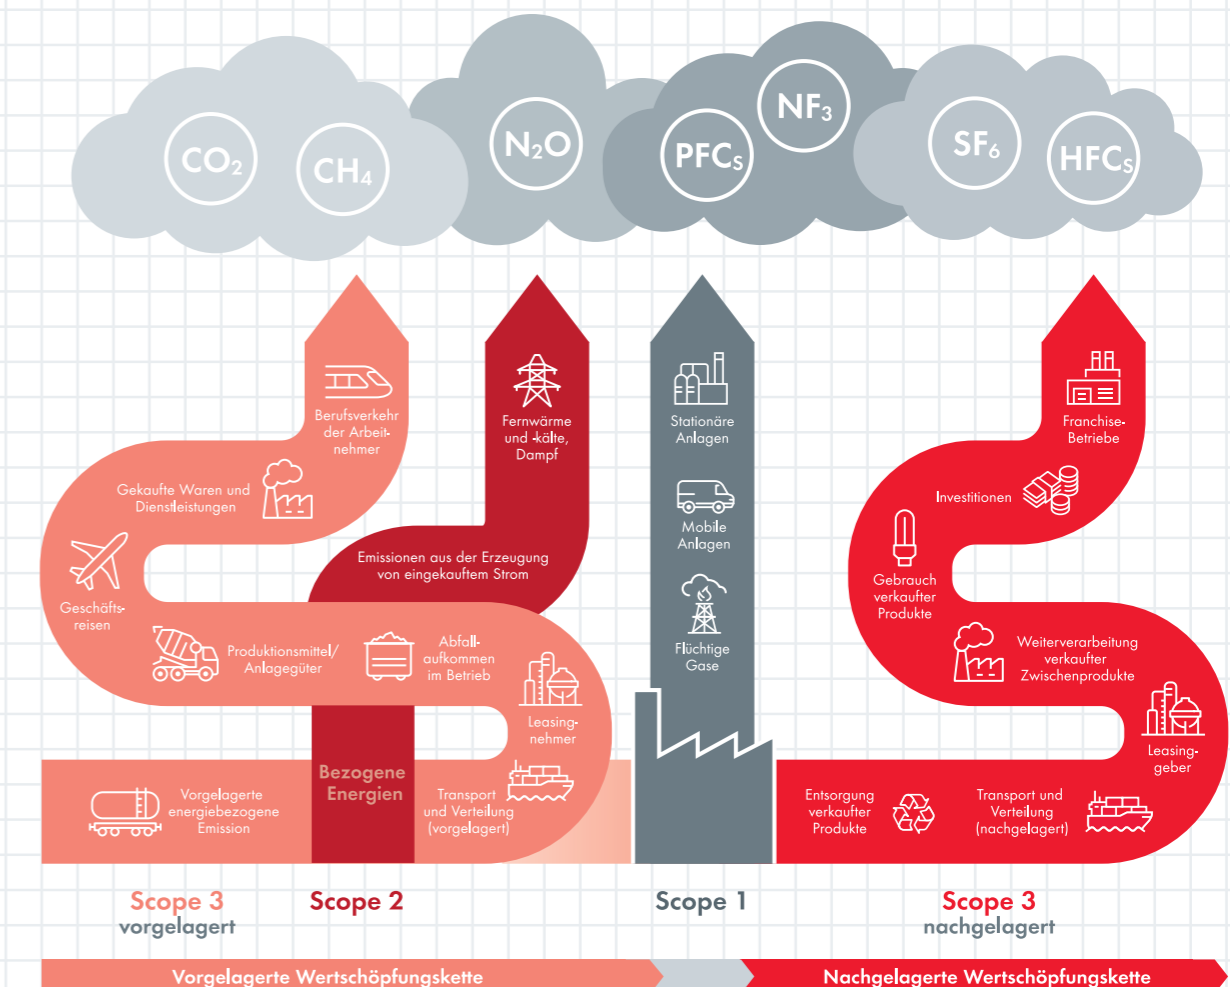 CO₂
CH₄
N₂O
PFCₛ
NF₃
SF₆
HFCₛ
Berufsverkehr
der Arbeit-
nehmer
Gekaufte Waren und
Dienstleistungen
Geschäfts-
reisen
Produktionsmittel/
Anlagegüter
Abfall-
aufkommen
im Betrieb
Leasing-
nehmer
Transport
und Verteilung
(vorgelagert)
Vorgelagerte
energiebezogene
Emission
Fernwärme
und -kälte,
Dampf
Emissionen aus der Erzeugung
von eingekauftem Strom
Bezogene
Energien
Stationäre
Anlagen
Mobile
Anlagen
Flüchtige
Gase
Franchise-
Betriebe
Investitionen
Gebrauch
verkaufter
Produkte
Weiterverarbeitung
verkaufter
Zwischenprodukte
Leasing-
geber
Transport und
Verteilung
(nachgelagert)
Entsorgung
verkaufter
Produkte
Scope 3
vorgelagert
Scope 2
Scope 1
Scope 3
nachgelagert
Vorgelagerte Wertschöpfungskette
Nachgelagerte Wertschöpfungskette